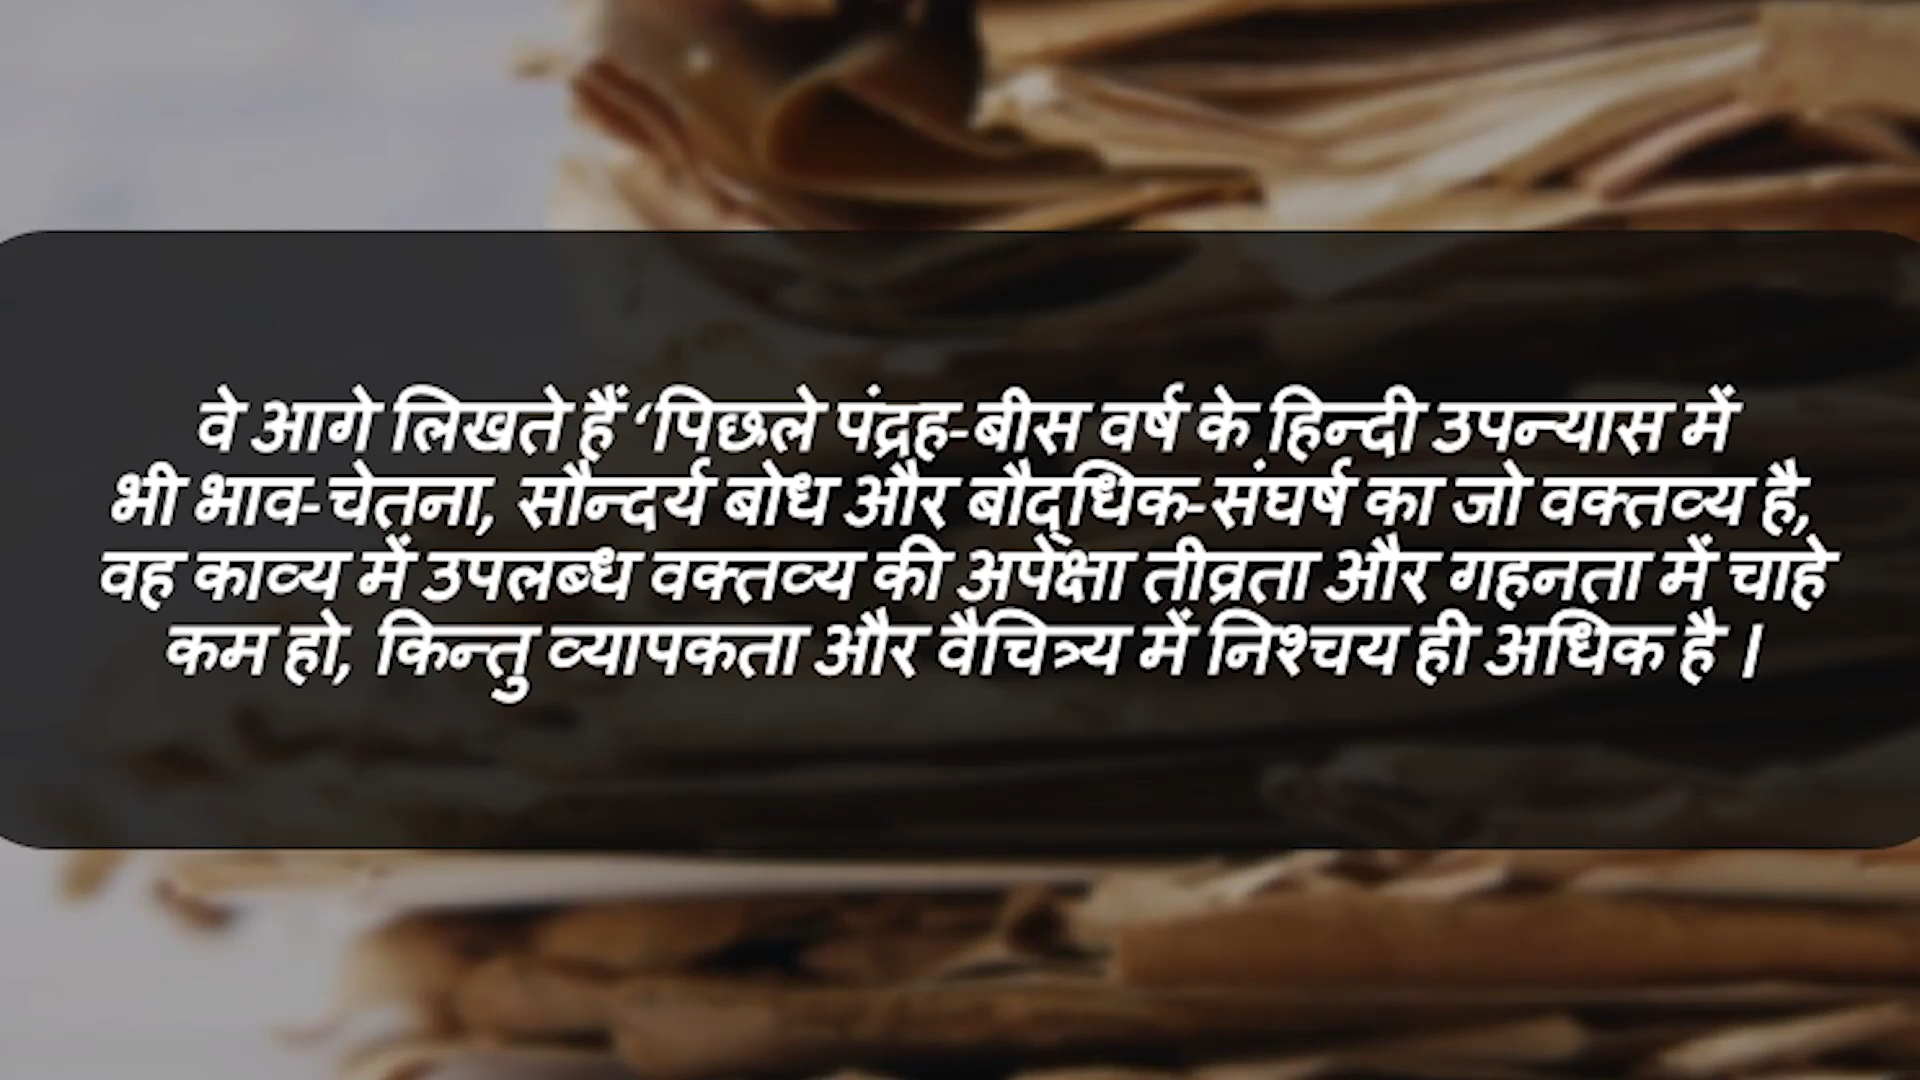 वे आगे लिखते हैं ‘पिछले पंद्रह-बीस वर्ष के हिन्दी उपन्यास में
भी भाव-चेतना, सौन्दर्य बोध और बौद्धिक-संघर्ष का जो वक्तव्य है,
वह काव्य में उपलब्ध वक्तव्य की अपेक्षा तीव्रता और गहनता में चाहे
कम हो, किन्तु व्यापकता और वैचित्र्य में निश्चय ही अधिक है ।